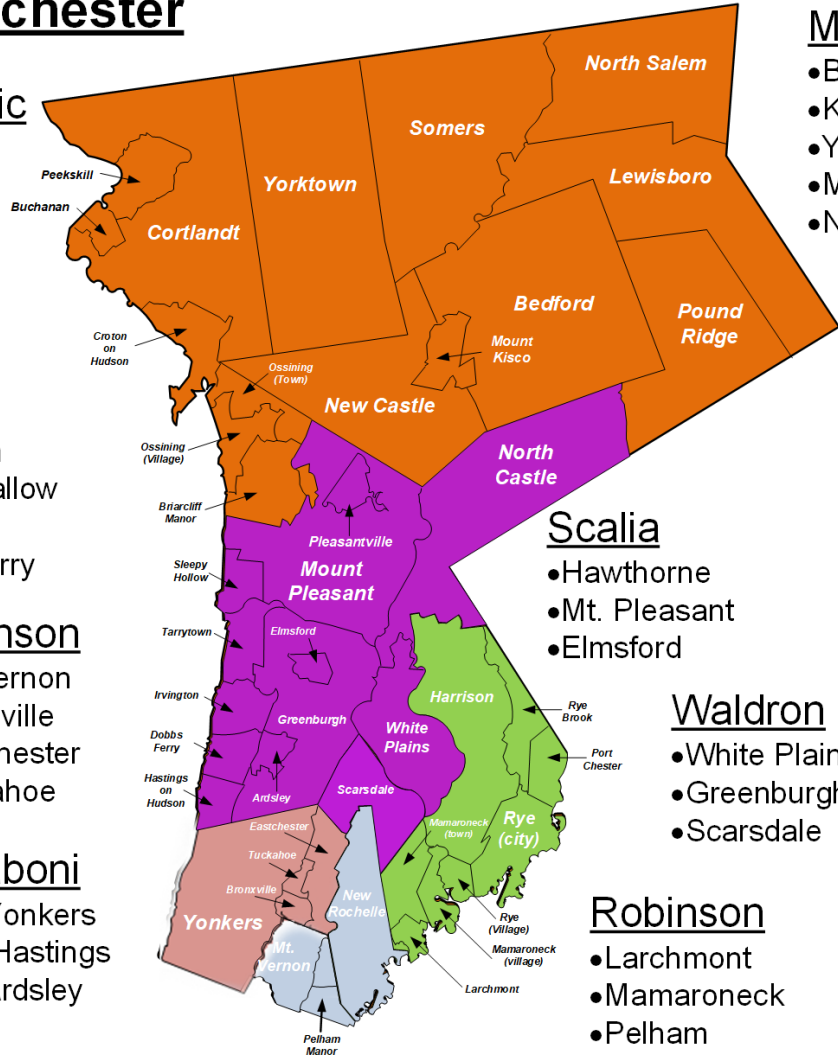 chester
ic
allow
rry
nson
ernon
ville
hester
ahoe
boni
Yonkers
Hastings
rdsley
North Salem
Somers
Peekskill
Yorktown
Lewisboro
Buchanan
Cortlandt
Bedford
Pound
Ridge
Croton
on
Hudson
Mount
Kisco
Ossining
(Town)
New Castle
Ossining
(Village)
North
Castle
Briarcliff
Manor
Pleasantville
Sleepy
Hollow
Mount
Pleasant
Tarrytown
Elmsford
Irvington
Greenburgh
Harrison
Rye
Brook
White
Plains
Dobbs
Ferry
Port
Chester
Hastings
on
Hudson
Ardsley
Scarsdale
Eastchester
Mamaroneck
(town)
Rye
(city)
Tuckahoe
Bronxville
New
Rochelle
Yonkers
Rye
(Village)
Mt.
Vernon
Mamaroneck
(village)
Larchmont
Pelham
Manor
M
•B
•K
•Y
•M
•N
Scalia
•Hawthorne
•Mt. Pleasant
•Elmsford
Waldron
•White Plain
•Greenburgh
•Scarsdale
Robinson
•Larchmont
•Mamaroneck
•Pelham